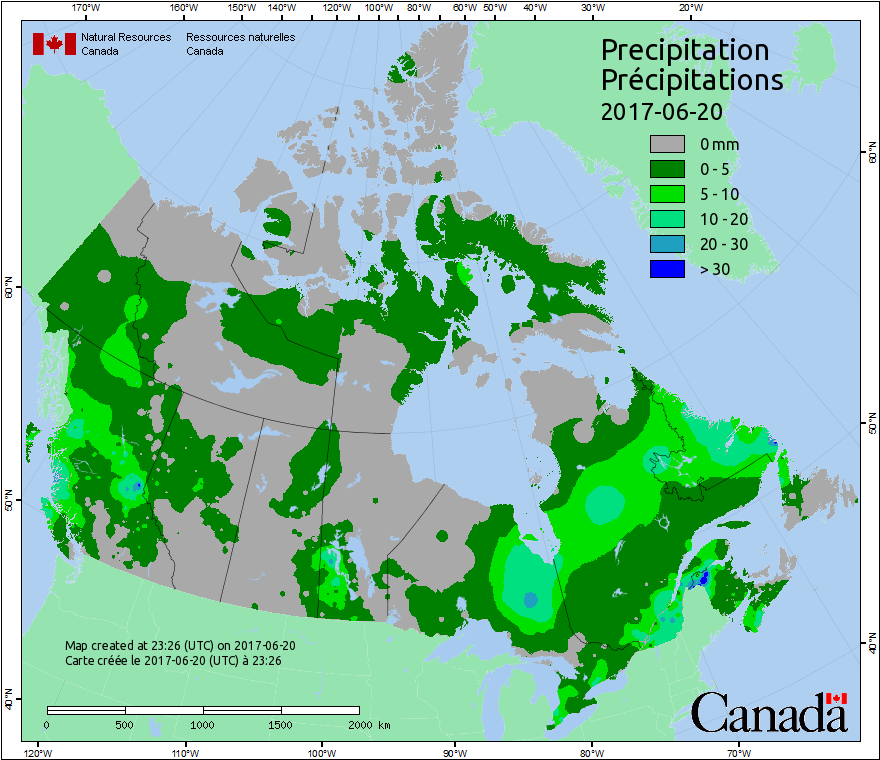 170°W 160°W 150°W 140°W 130°W 120°W 110°W 100°W 90°W 80°W 60°W 50°W 40°W 30°W 20°W
Natural Resources Ressources naturelles
Canada Canada
Precipitation
Précipitations
2017-06-20
0 mm
0 - 5
5 - 10
10 - 20
20 - 30
> 30
60°N
60°N
50°N
50°N
40°N
40°N
Map created at 23:26 (UTC) on 2017-06-20
Carte créée le 2017-06-20 (UTC) à 23:26
0 500 1000 1500 2000 km
Canada
120°W 110°W 100°W 90°W 80°W 70°W